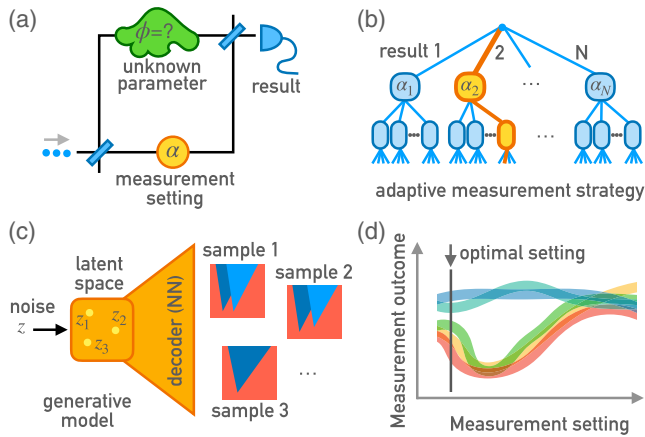 (a)
ϕ=?
unknown
parameter
result
α
measurement
setting
(b)
result 1
2
N
α1
α2
...
αN
...
adaptive measurement strategy
(c)
latent
space
noise
z
z1
z2
z3
decoder (NN)
generative
model
sample 1
sample 2
sample 3
...
(d)
optimal setting
Measurement outcome
Measurement setting